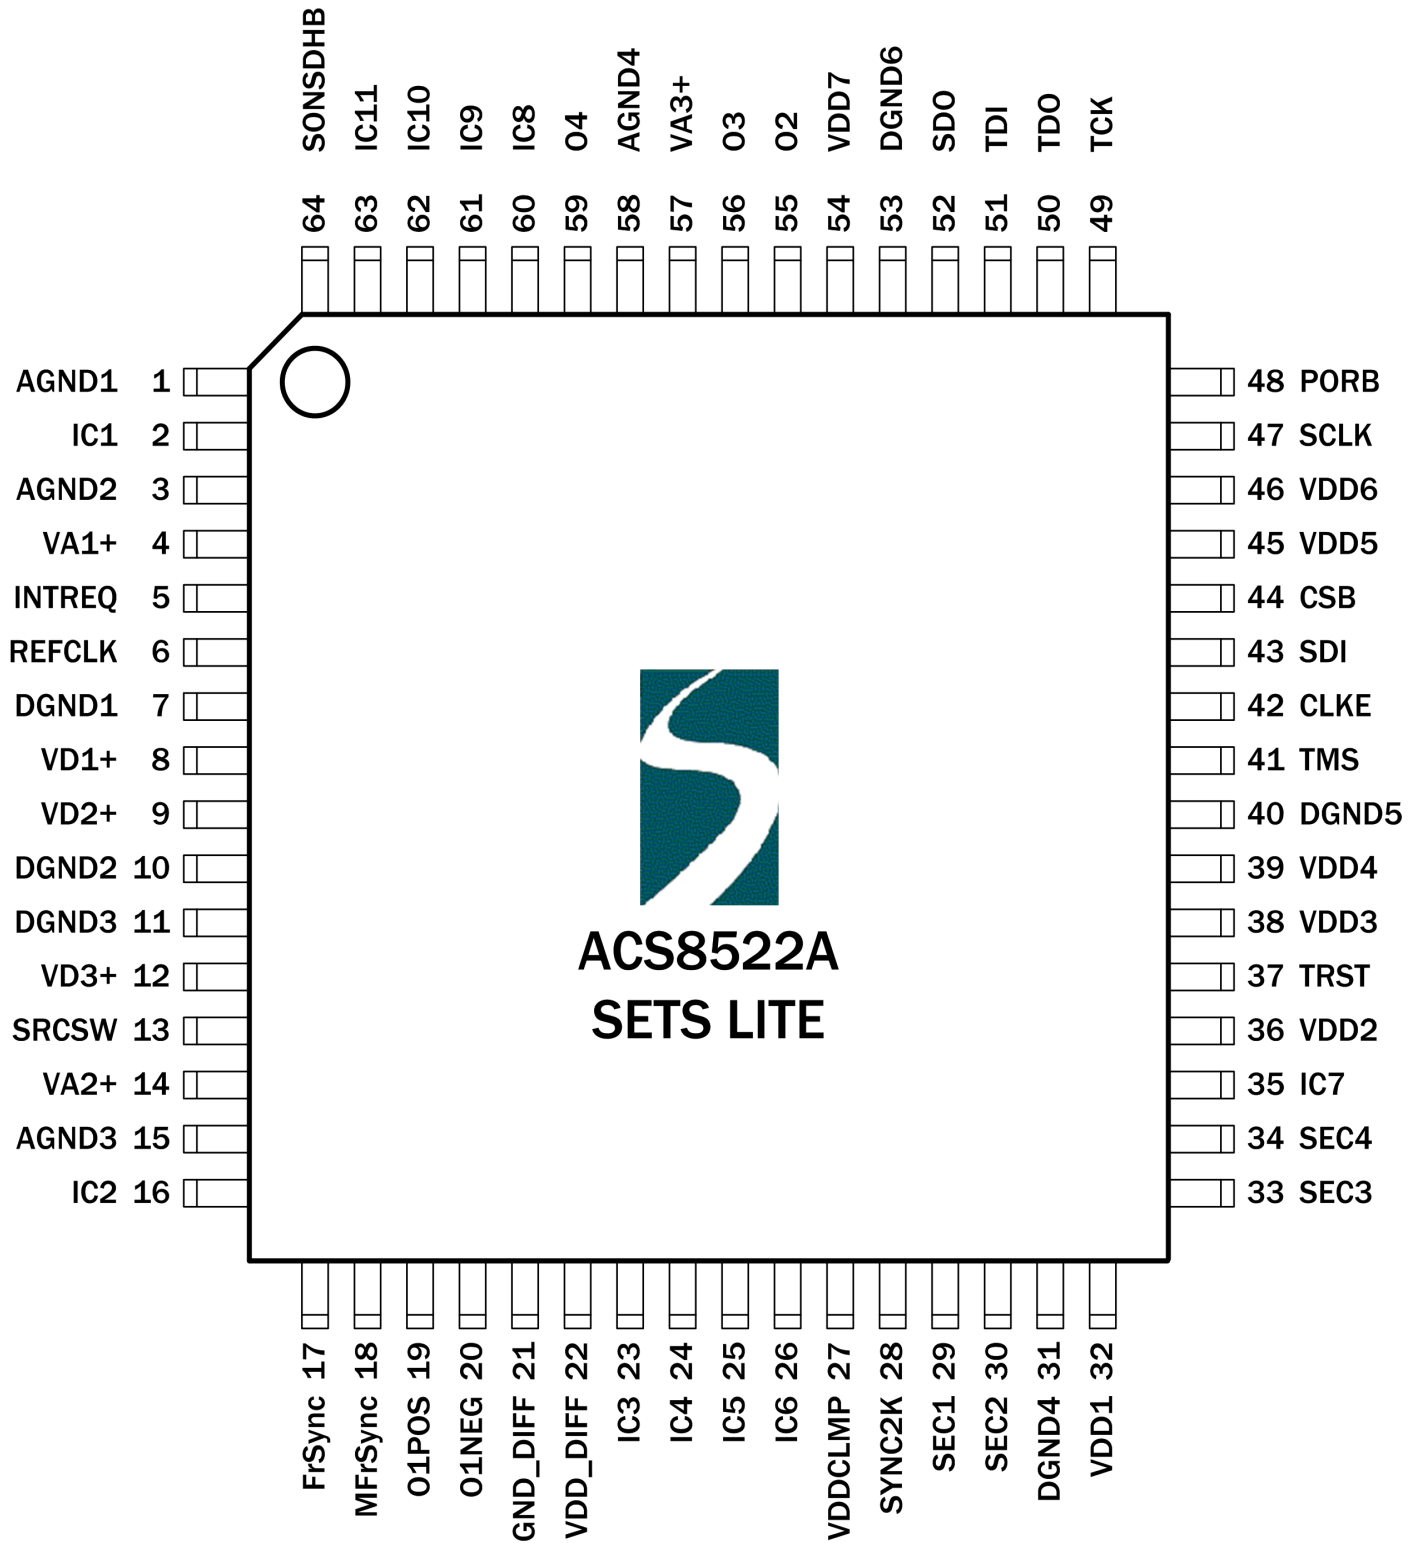 SONSDHB 64
IC11 63
IC10 62
IC9 61
IC8 60
O4 59
AGND4 58
VA3+ 57
O3 56
O2 55
VDD7 54
DGND6 53
SDO 52
TDI 51
TDO 50
TCK 49
AGND1 1
IC1 2
AGND2 3
VA1+ 4
INTREQ 5
REFCLK 6
DGND1 7
VD1+ 8
VD2+ 9
DGND2 10
DGND3 11
VD3+ 12
SRCSW 13
VA2+ 14
AGND3 15
IC2 16
ACS8522A
SETS LITE
48 PORB
47 SCLK
46 VDD6
45 VDD5
44 CSB
43 SDI
42 CLKE
41 TMS
40 DGND5
39 VDD4
38 VDD3
37 TRST
36 VDD2
35 IC7
34 SEC4
33 SEC3
FrSync 17
MFrSync 18
O1POS 19
O1NEG 20
GND_DIFF 21
VDD_DIFF 22
IC3 23
IC4 24
IC5 25
IC6 26
VDDCLMP 27
SYNC2K 28
SEC1 29
SEC2 30
DGND4 31
VDD1 32